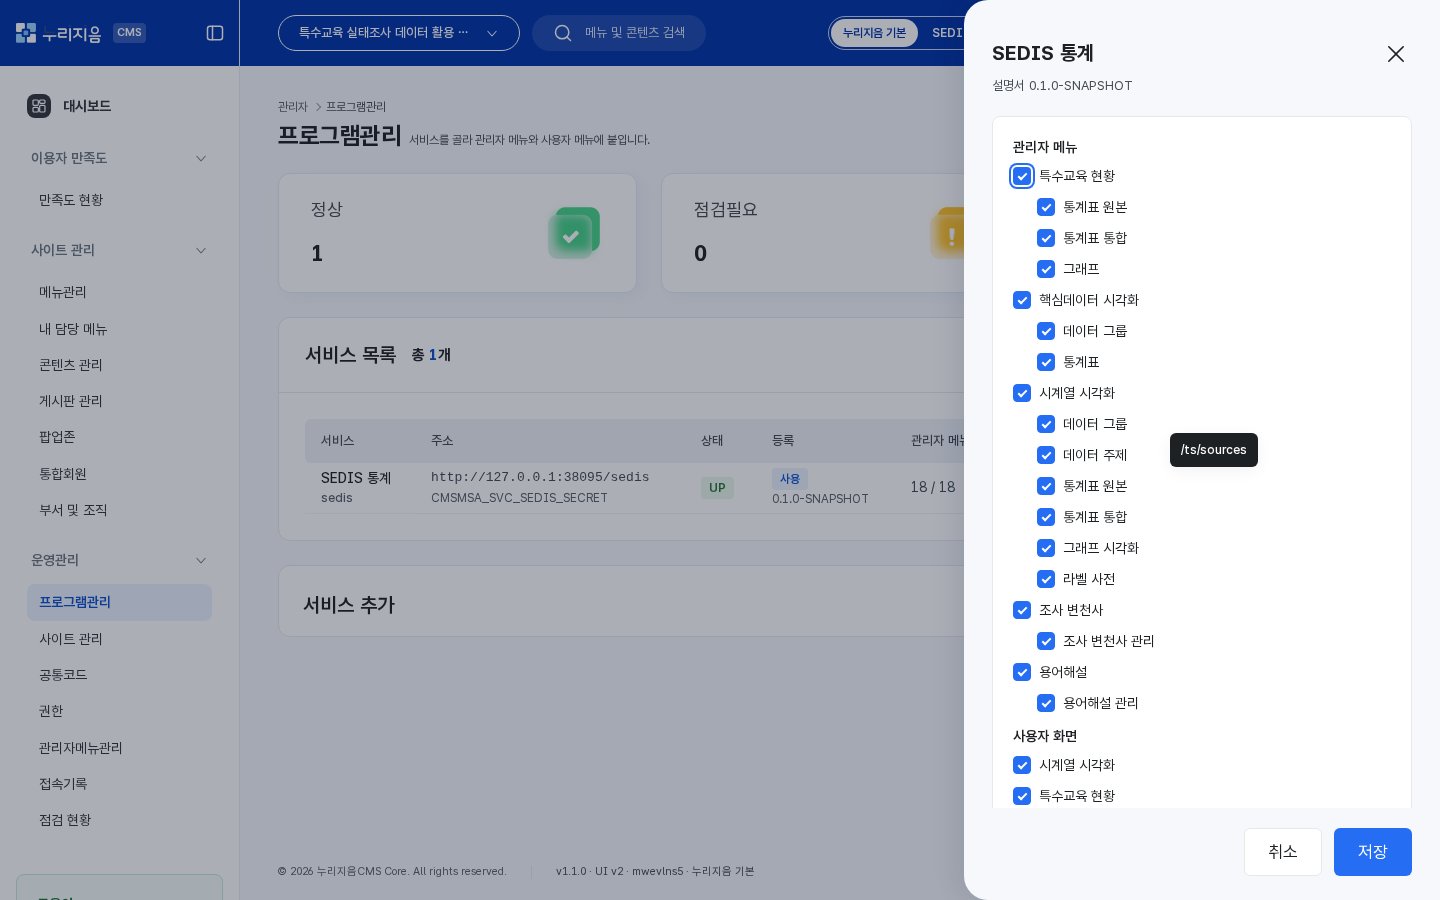 누리지음 CMS
특수교육 실태조사 데이터 활용 ···
메뉴 및 콘텐츠 검색
누리지음 기본
대시보드
이용자 만족도
만족도 현황
사이트 관리
메뉴관리
내 담당 메뉴
콘텐츠 관리
게시판 관리
팝업존
통합회원
부서 및 조직
운영관리
프로그램관리
사이트 관리
공통코드
권한
관리자메뉴관리
접속기록
점검 현황
관리자 > 프로그램관리
프로그램관리 서비스를 골라 관리자 메뉴와 사용자 메뉴에 붙입니다.
정상
1
점검필요
0
서비스 목록 총 1개
서비스 주소 상태 등록 관리자
SEDIS 통계 http://127.0.0.1:38095/sedis UP 사용 18 / 18
sedis CMSMSA_SVC_SEDIS_SECRET 0.1.0-SNAPSHOT
서비스 추가
© 2026 누리지음CMS Core. All rights reserved.
v1.1.0 · UI v2 · mwevlns5 · 누리지음 기본
SEDIS 통계
설명서 0.1.0-SNAPSHOT
관리자 메뉴
특수교육 현황
통계표 원본
통계표 통합
그래프
핵심데이터 시각화
데이터 그룹
통계표
시계열 시각화
데이터 그룹
데이터 주제
/ts/sources
통계표 원본
통계표 통합
그래프 시각화
라벨 사전
조사 변천사
조사 변천사 관리
용어해설
용어해설 관리
사용자 화면
시계열 시각화
특수교육 현황
취소
저장